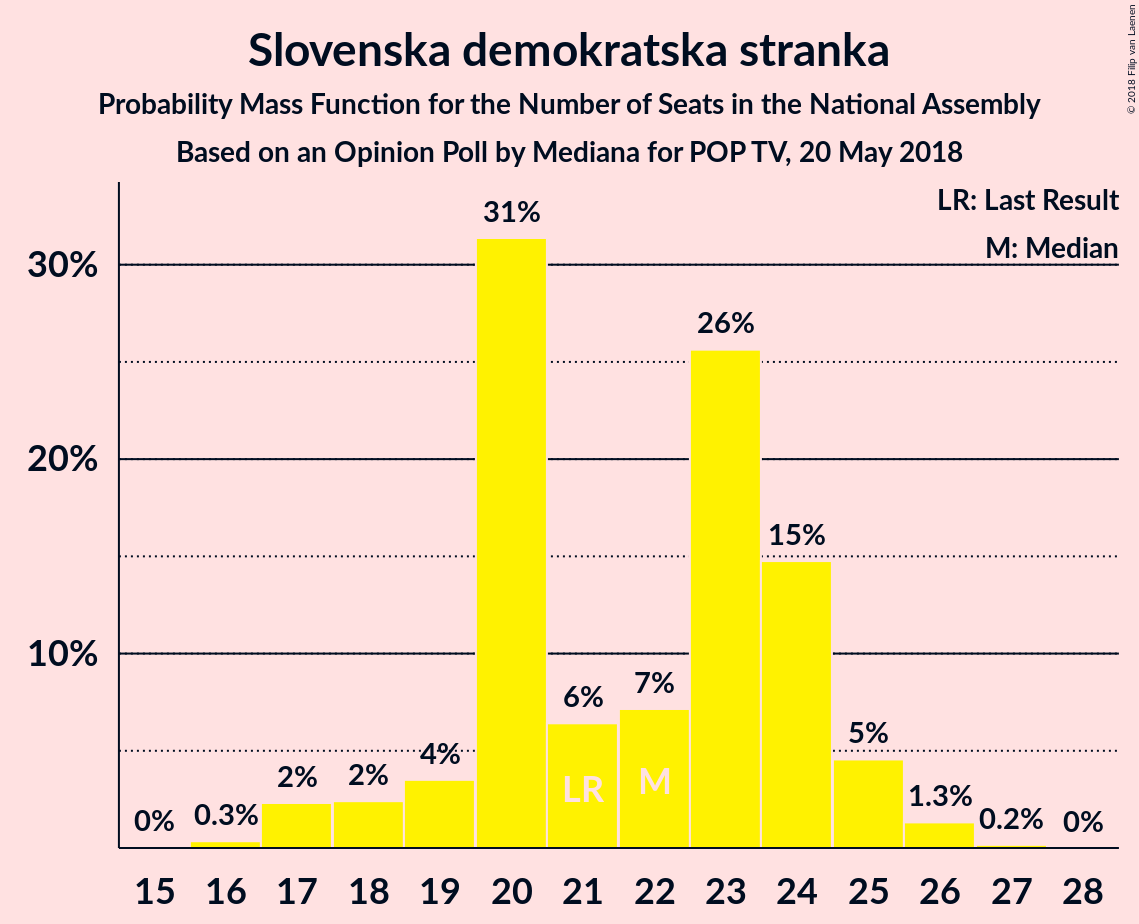 Slovenska demokratska stranka
Probability Mass Function for the Number of Seats in the National Assembly
Based on an Opinion Poll by Mediana for POP TV, 20 May 2018
© 2018 Filip van Laenen
LR: Last Result
M: Median
30%
20%
10%
0%
0.3%
2%
2%
4%
31%
6%
7%
26%
15%
5%
1.3%
0.2%
0%
LR
M
15 16 17 18 19 20 21 22 23 24 25 26 27 28